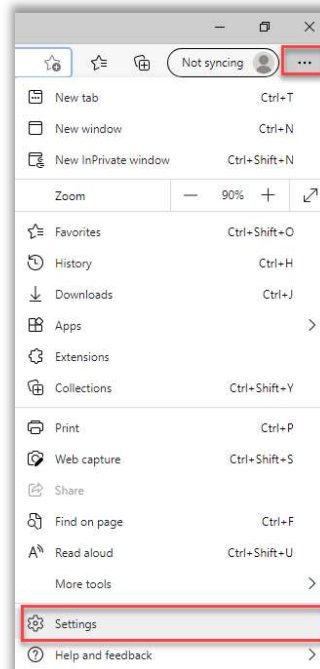 Not syncing ...
New tab Ctrl+T
New window Ctrl+N
New InPrivate window Ctrl+Shift+N
Zoom — 90% +
Favorites Ctrl+Shift+O
History Ctrl+H
Downloads Ctrl+J
Apps
Extensions
Collections Ctrl+Shift+Y
Print Ctrl+P
Web capture Ctrl+Shift+S
Share
Find on page Ctrl+F
Read aloud Ctrl+Shift+U
More tools
Settings
Help and feedback